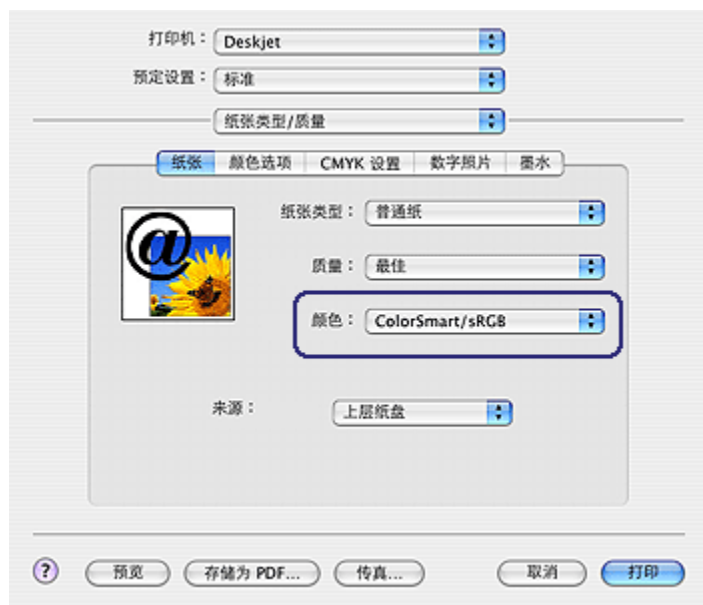 打印机： Deskjet
预定设置： 标准
纸张类型/质量
纸张 颜色选项 CMYK 设置 数字照片 墨水
纸张类型： 普通纸
@
质量： 最佳
颜色： ColorSmart/sRGB
来源： 上层纸盘
? 预览 存储为 PDF... 传真... 取消 打印